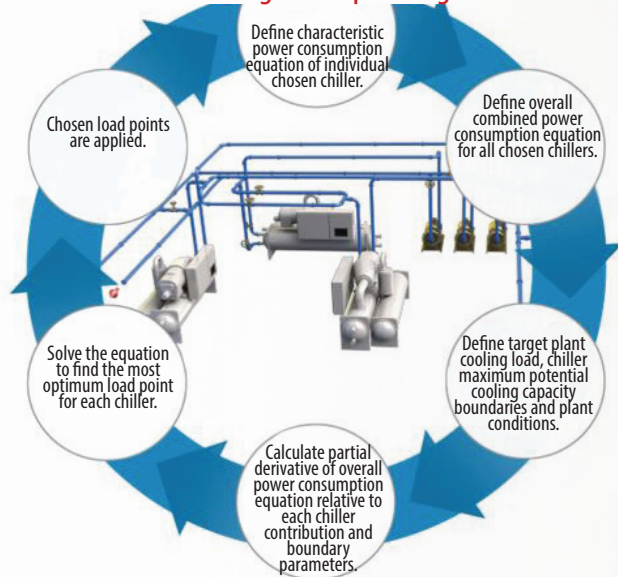 Define characteristic
power consumption
equation of individual
chosen chiller.
Define overall
combined power
consumption equation
for all chosen chillers.
Define target plant
cooling load, chiller
maximum potential
cooling capacity
boundaries and plant
conditions.
Calculate partial
derivative of overall
power consumption
equation relative to
each chiller
contribution and
boundary
parameters.
Solve the equation
to find the most
optimum load point
for each chiller.
Chosen load points
are applied.